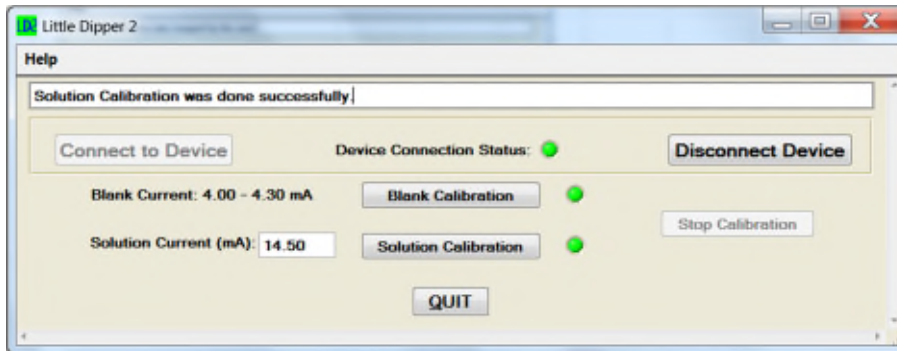 LD2 Little Dipper 2
Help
Solution Calibration was done successfully.
Connect to Device
Device Connection Status:
Disconnect Device
Blank Current: 4.00 - 4.30 mA
Blank Calibration
Stop Calibration
Solution Current (mA): 14.50
Solution Calibration
QUIT